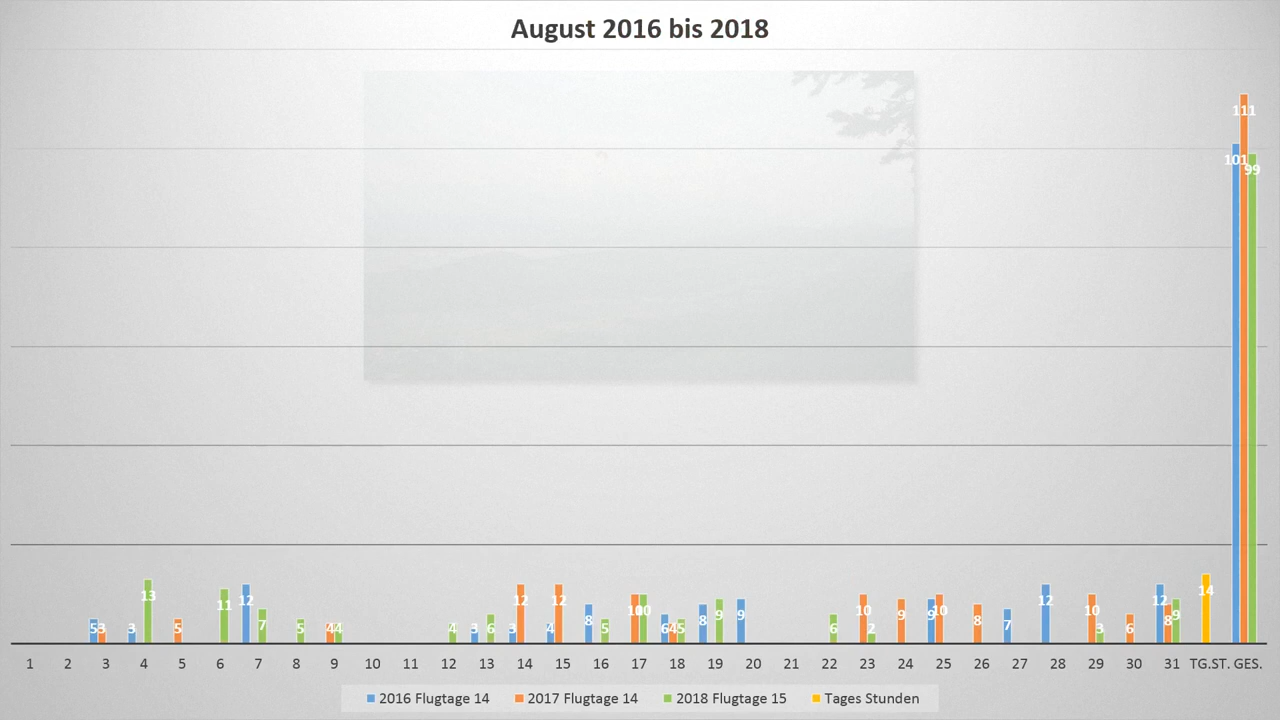 August 2016 bis 2018
111
101
99
14
13
12 12 12 12 12
11 10 10 10 10 10
5 3 3 5 7 5 4 4 4 3 6 3 4 8 5 6 4 5 8 9 9 6 2 9 9 8 7 3 6 8 9
1 2 3 4 5 6 7 8 9 10 11 12 13 14 15 16 17 18 19 20 21 22 23 24 25 26 27 28 29 30 31 TG.ST. GES.
2016 Flugtage 14 2017 Flugtage 14 2018 Flugtage 15 Tages Stunden